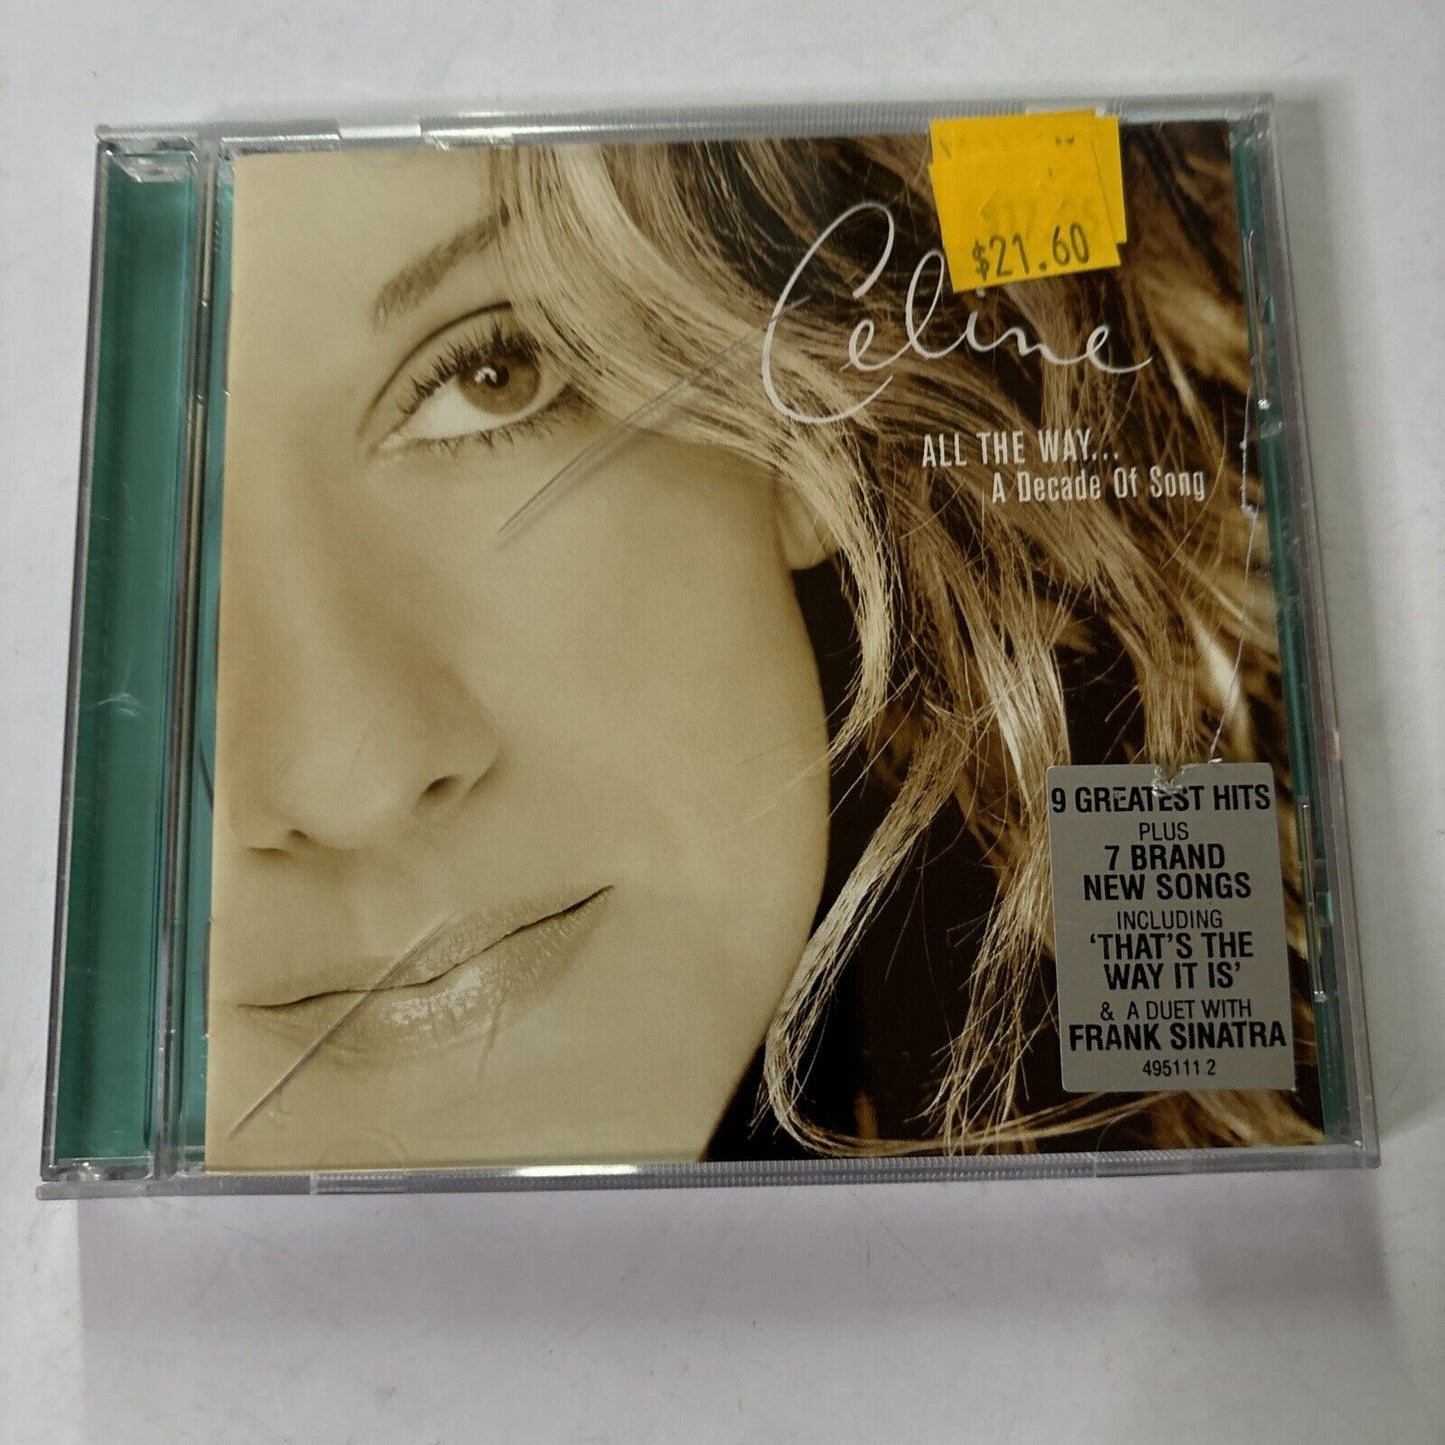 $21.60
Celine
ALL THE WAY...
A Decade Of Song
9 GREATEST HITS
PLUS
7 BRAND
NEW SONGS
INCLUDING
‘THAT’S THE
WAY IT IS’
& A DUET WITH
FRANK SINATRA
495111 2